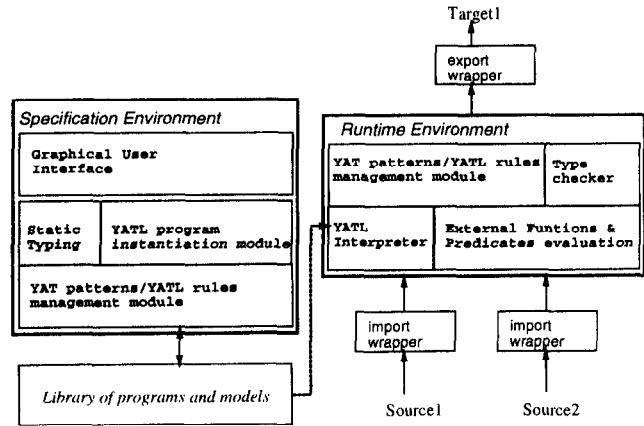 Target1
export
wrapper
Specification Environment
Graphical User
Interface
Static
Typing
YATL program
instantiation module
YAT patterns/YATL rules
management module
Library of programs and models
Runtime Environment
YAT patterns/YATL rules
management module
Type
checker
YATL
Interpreter
External Funtions &
Predicates evaluation
import
wrapper
import
wrapper
Source1
Source2